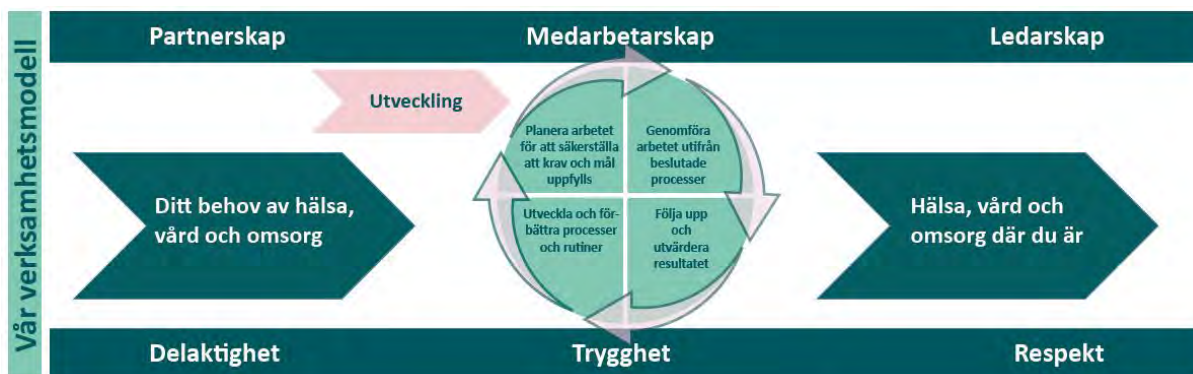 Vår verksamhetsmodell
Partnerskap
Medarbetarskap
Ledarskap
Utveckling
Planera arbetet
för att säkerställa
att krav och mål
uppfylls
Genomföra
arbetet utifrån
beslutade
processer
Ditt behov av hälsa,
vård och omsorg
Utveckla och för-
bättra processer
och rutiner
Följa upp
och
utvärdera
resultatet
Hälsa, vård och
omsorg där du är
Delaktighet
Trygghet
Respekt